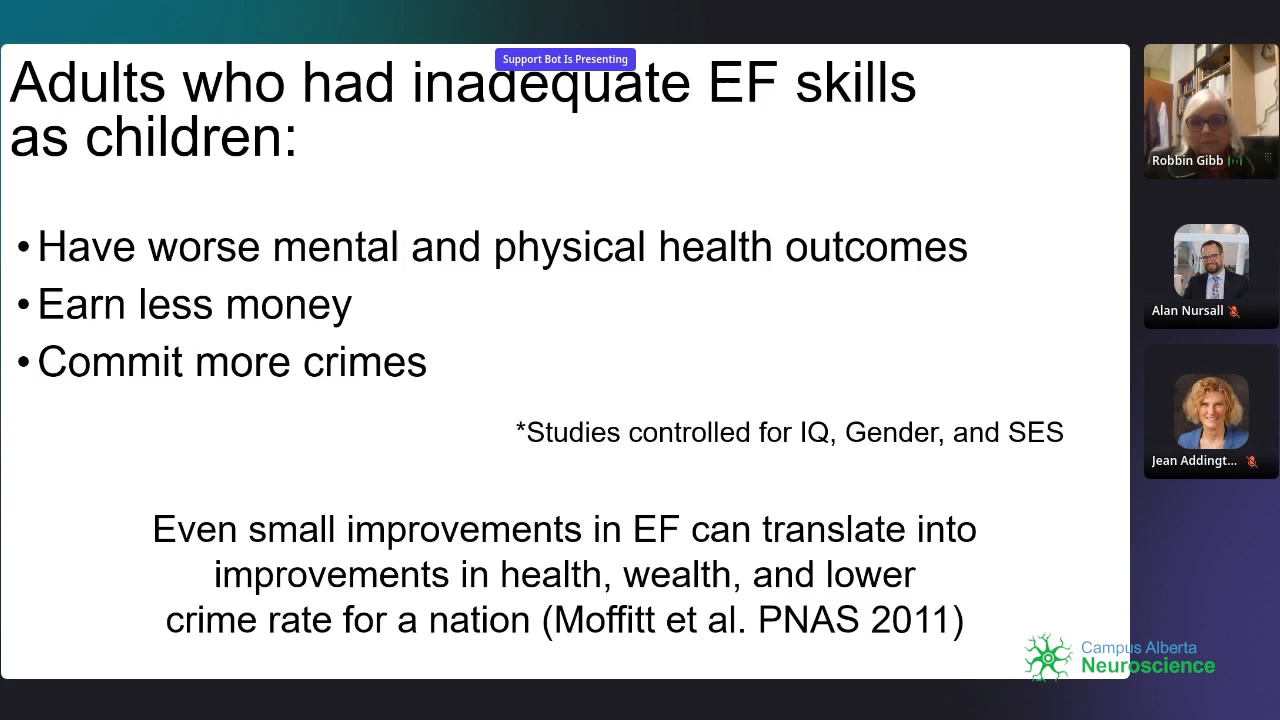 Support Bot Is Presenting
Adults who had inadequate EF skills
as children:
• Have worse mental and physical health outcomes
• Earn less money
• Commit more crimes
*Studies controlled for IQ, Gender, and SES
Even small improvements in EF can translate into
improvements in health, wealth, and lower
crime rate for a nation (Moffitt et al. PNAS 2011)
Campus Alberta
Neuroscience
Robbin Gibb
Alan Nursall
Jean Addingt...